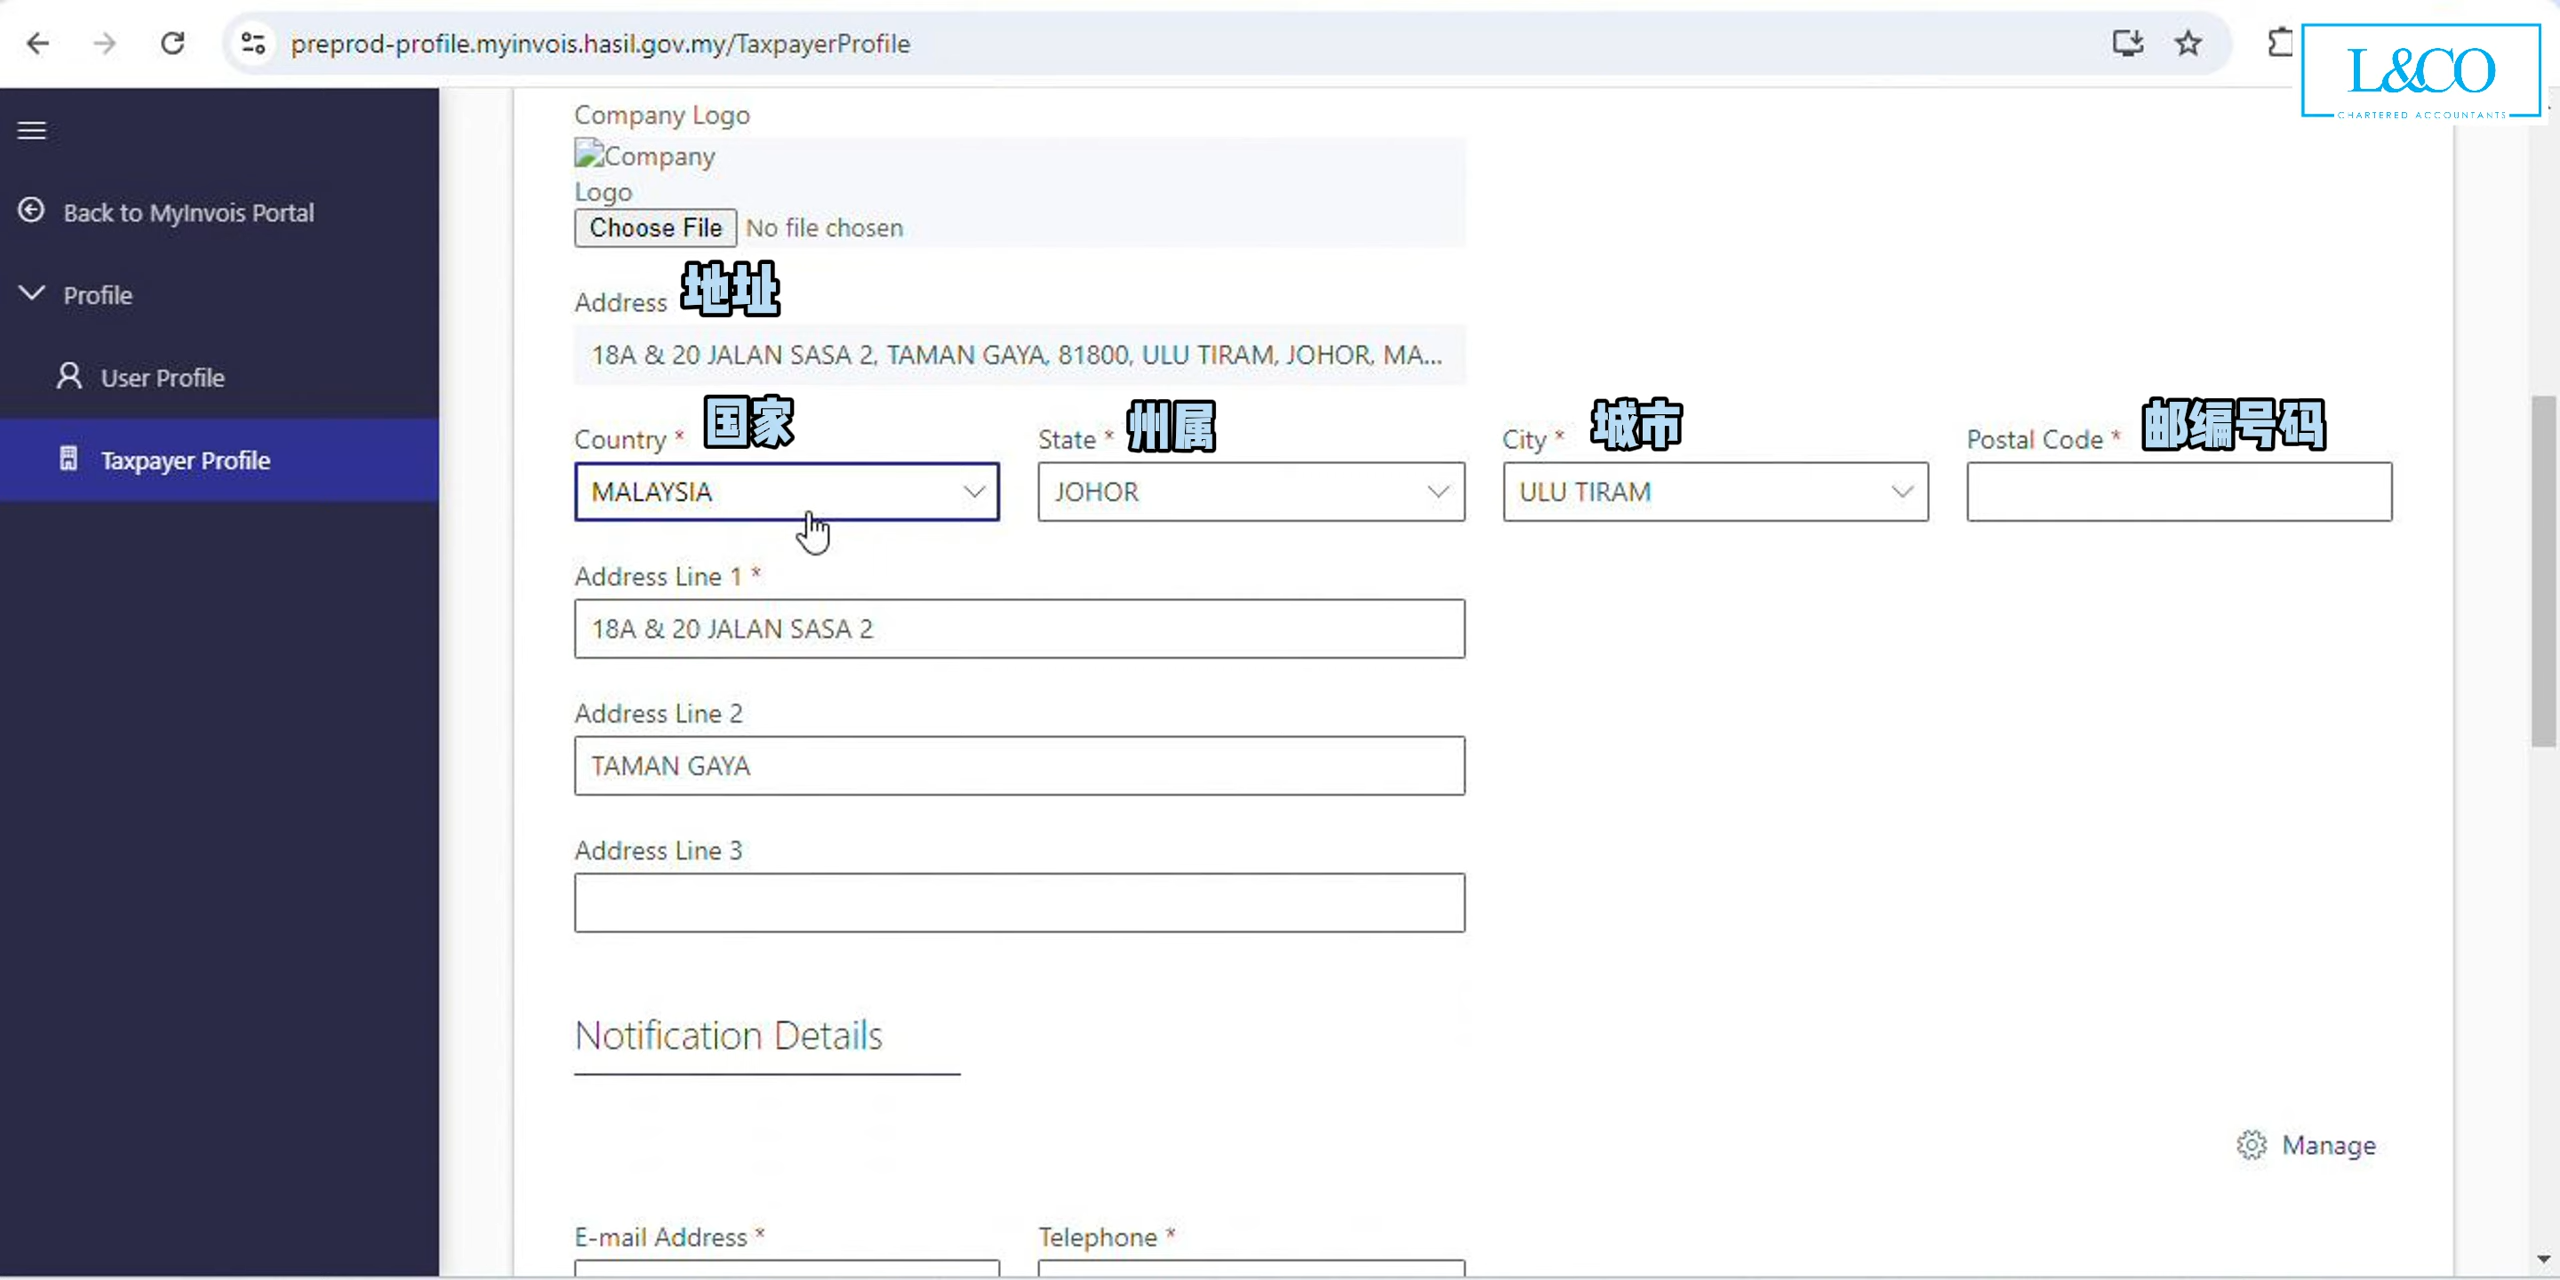 preprod-profile.myinvois.hasil.gov.my/TaxpayerProfile
L&CO
CHARTERED ACCOUNTANTS
Back to MyInvois Portal
Profile
User Profile
Taxpayer Profile
Company Logo
Company
Logo
Choose File No file chosen
Address 地址
18A & 20 JALAN SASA 2, TAMAN GAYA, 81800, ULU TIRAM, JOHOR, MA...
Country * 国家 State * 州属 City * 城市 Postal Code * 邮编号码
MALAYSIA JOHOR ULU TIRAM
Address Line 1 *
18A & 20 JALAN SASA 2
Address Line 2
TAMAN GAYA
Address Line 3
Notification Details
Manage
E-mail Address * Telephone *